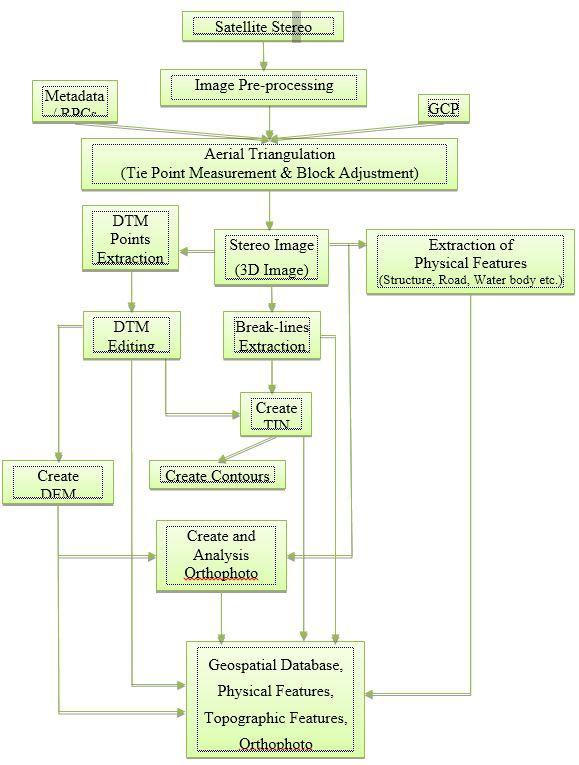 Satellite Stereo
Image Pre-processing
Metadata
/ RPCs
GCP
Aerial Triangulation
(Tie Point Measurement & Block Adjustment)
DTM
Points
Extraction
Stereo Image
(3D Image)
Extraction of
Physical Features
(Structure, Road, Water body etc.)
DTM
Editing
Break-lines
Extraction
Create
TIN
Create
DEM
Create Contours
Create and
Analysis
Orthophoto
Geospatial Database,
Physical Features,
Topographic Features,
Orthophoto